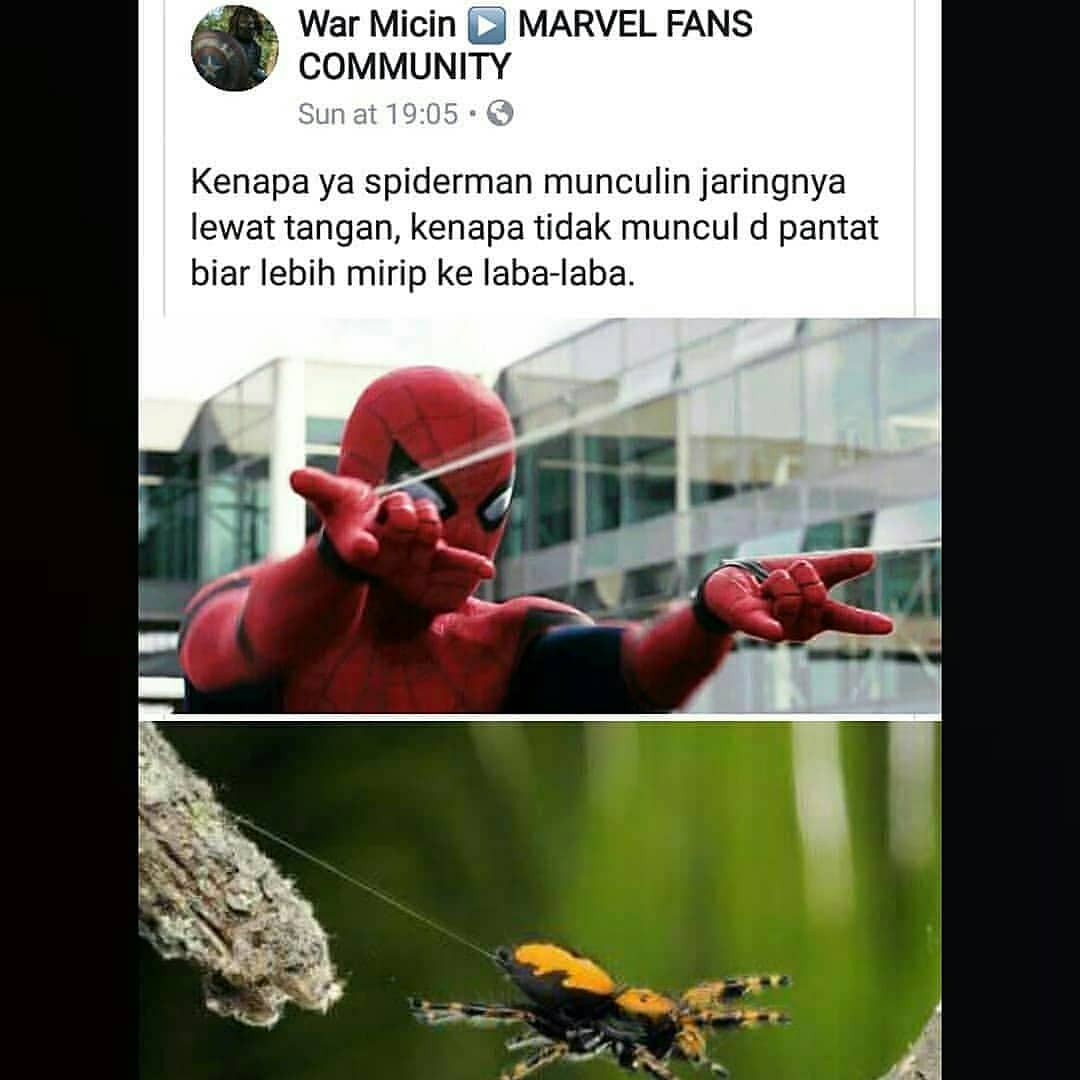 War Micin ▶ MARVEL FANS
COMMUNITY
Sun at 19:05 •
Kenapa ya spiderman munculin jaringnya
lewat tangan, kenapa tidak muncul d pantat
biar lebih mirip ke laba-laba.